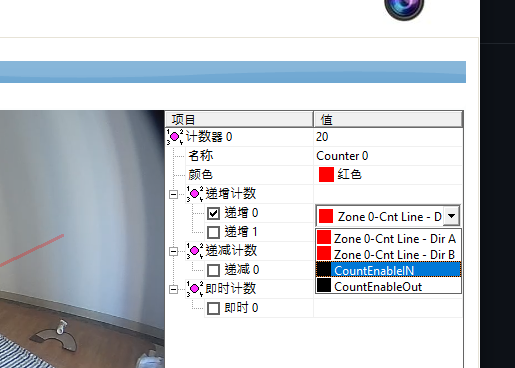 项目 值
计数器 0 20
名称 Counter 0
颜色 红色
递增计数
递增 0 Zone 0-Cnt Line - D
递增 1
Zone 0-Cnt Line - Dir A
Zone 0-Cnt Line - Dir B
递减计数
递减 0
CountEnableIN
CountEnableOut
即时计数
即时 0